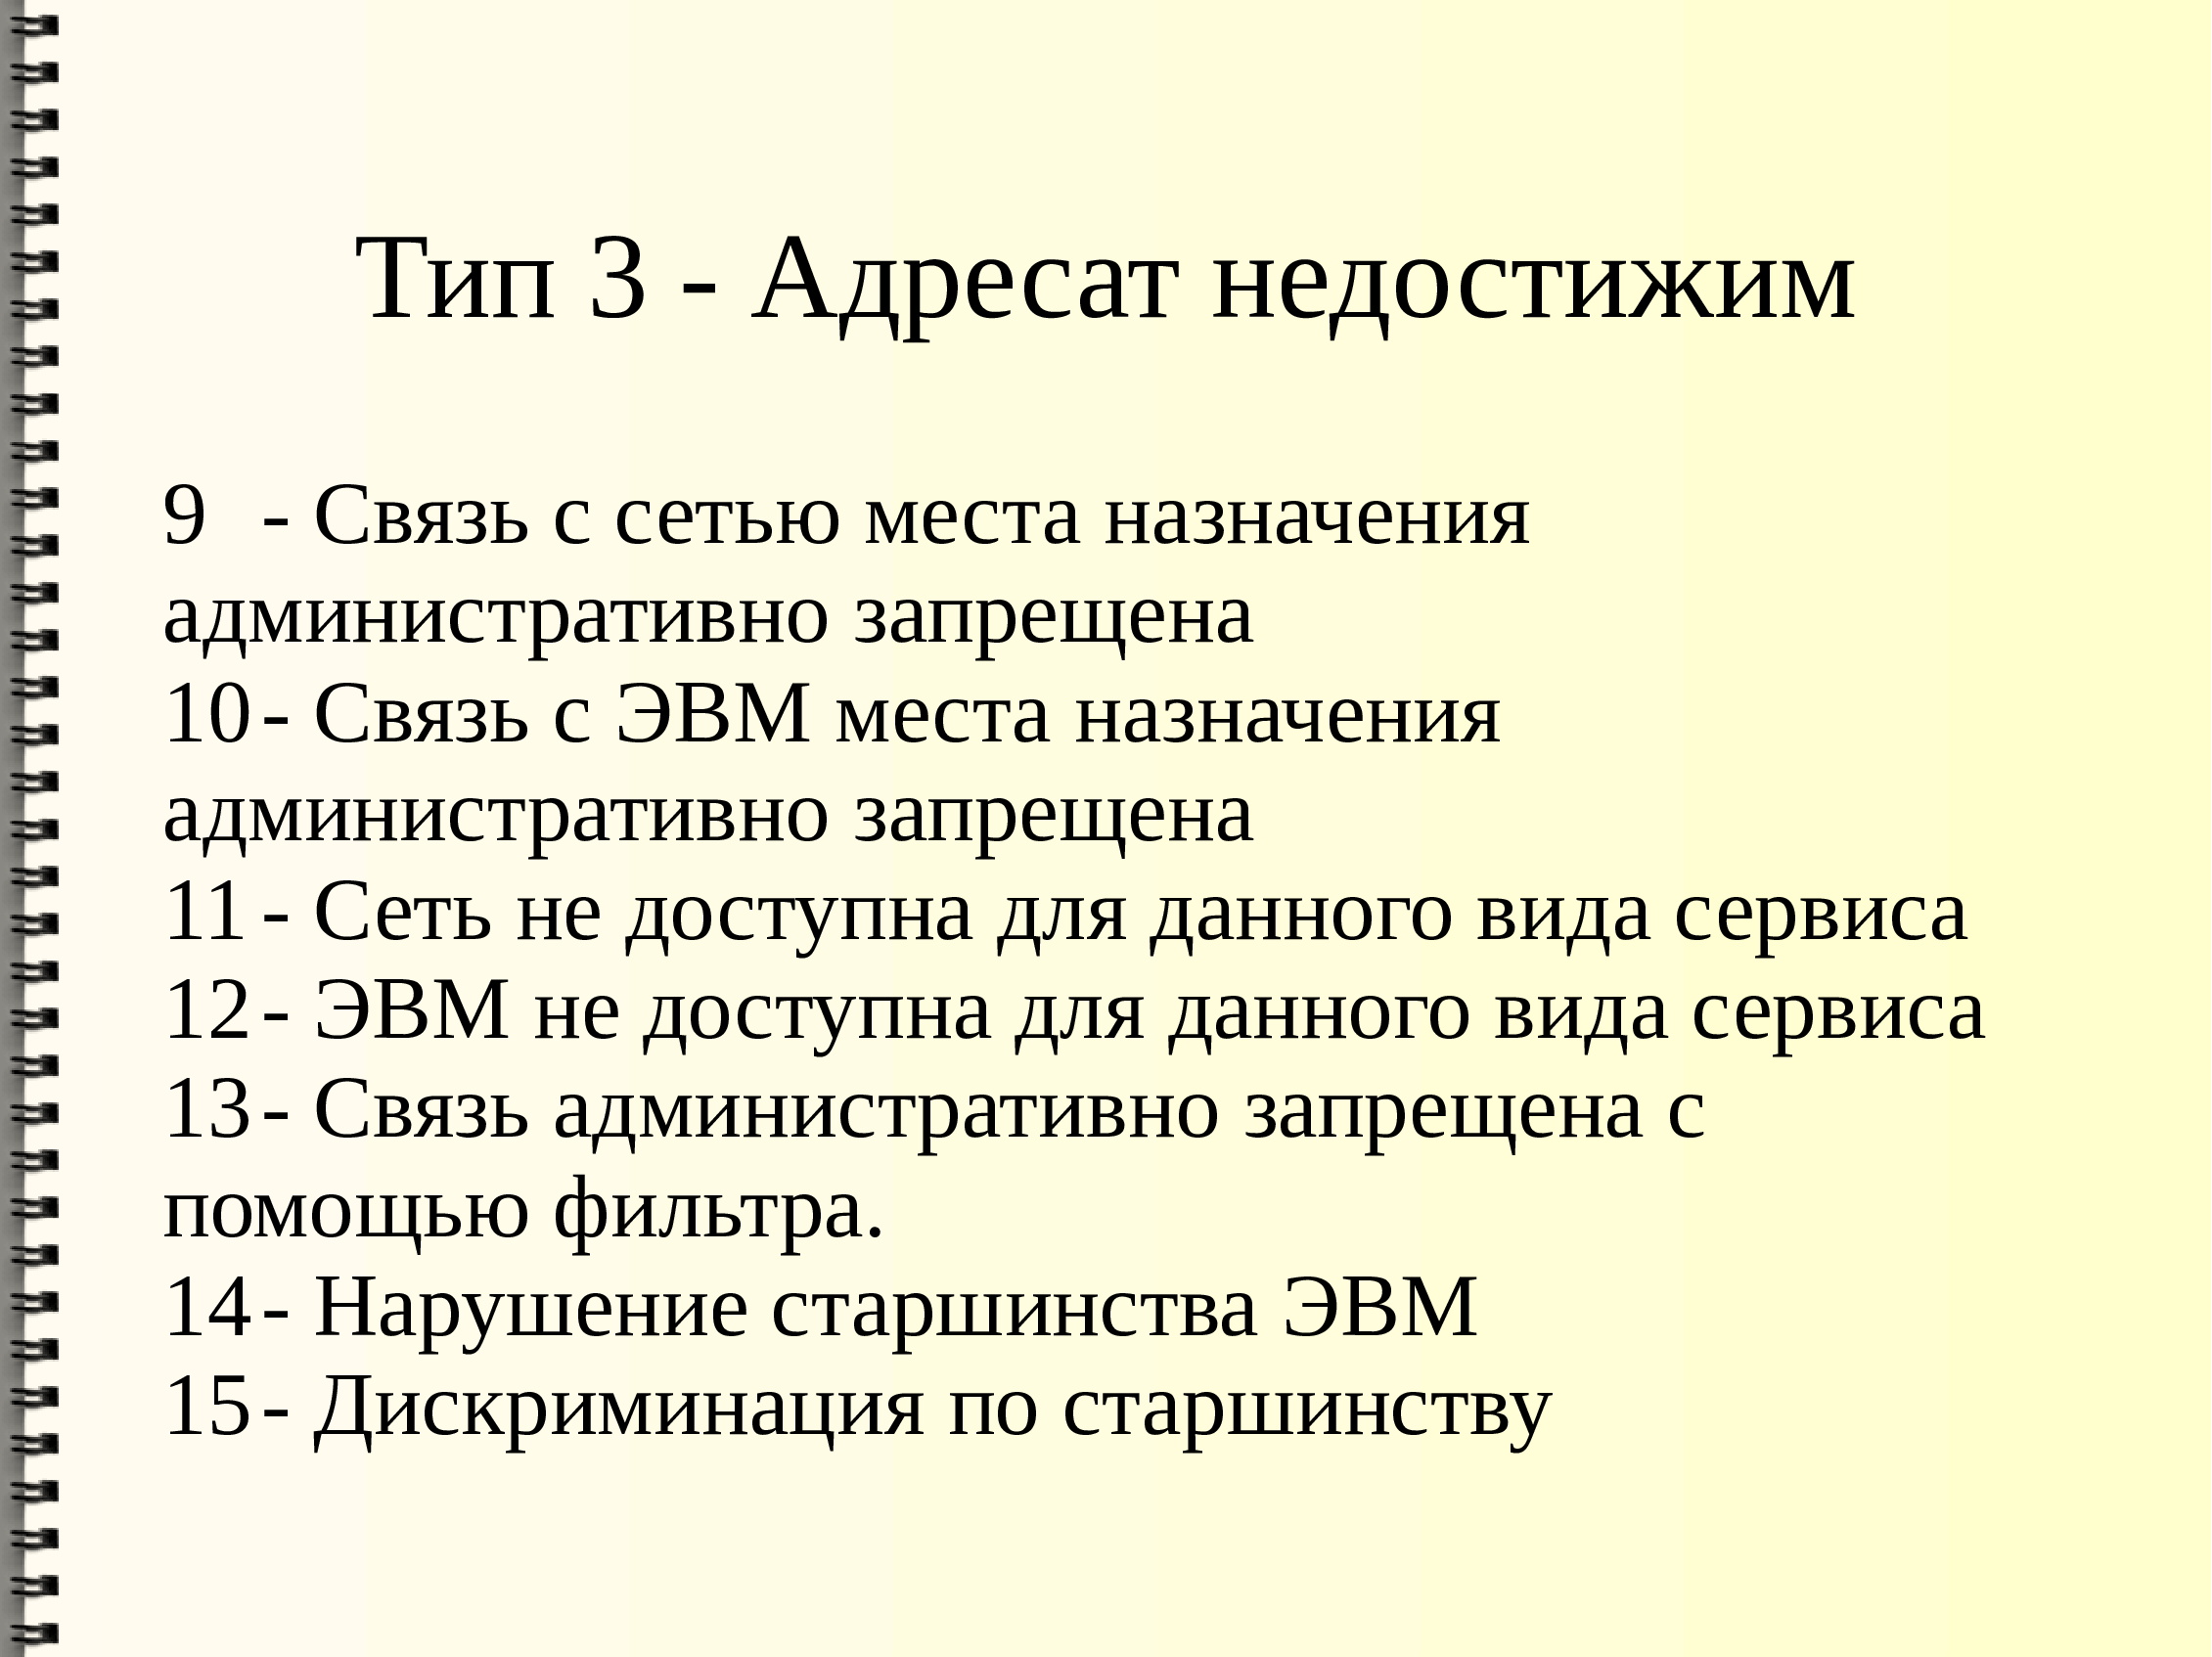 Тип 3 - Адресат недостижим
9 - Связь с сетью места назначения
административно запрещена
10 - Связь с ЭВМ места назначения
административно запрещена
11 - Сеть не доступна для данного вида сервиса
12 - ЭВМ не доступна для данного вида сервиса
13 - Связь административно запрещена с
помощью фильтра.
14 - Нарушение старшинства ЭВМ
15 - Дискриминация по старшинству